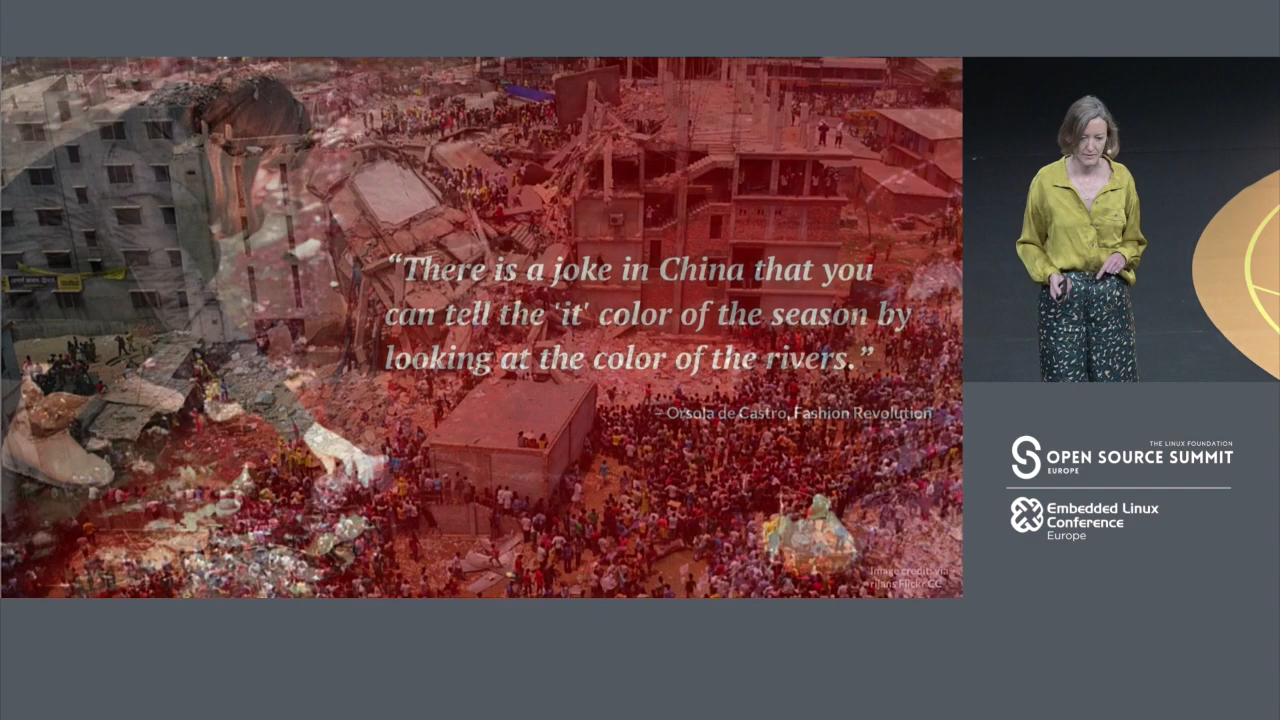 “There is a joke in China that you
can tell the 'it' color of the season by
looking at the color of the rivers.”
– Orsola de Castro, Fashion Revolution
Image credit: via
rijans Flickr CC
THE LINUX FOUNDATION
OPEN SOURCE SUMMIT
EUROPE
Embedded Linux
Conference
Europe